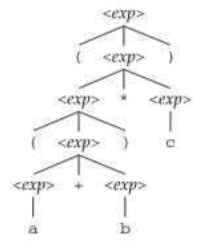 <exp>
( <exp> )
<exp> * <exp>
( <exp> ) c
<exp> + <exp>
a b